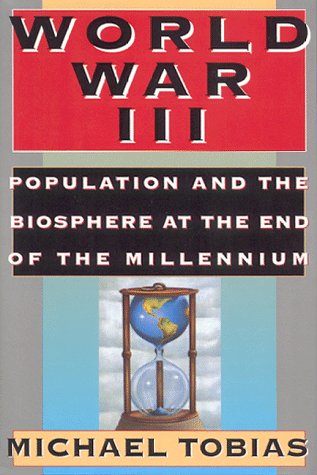 WORLD
WAR
III
POPULATION AND THE
BIOSPHERE AT THE END
OF THE MILLENNIUM
MICHAEL TOBIAS